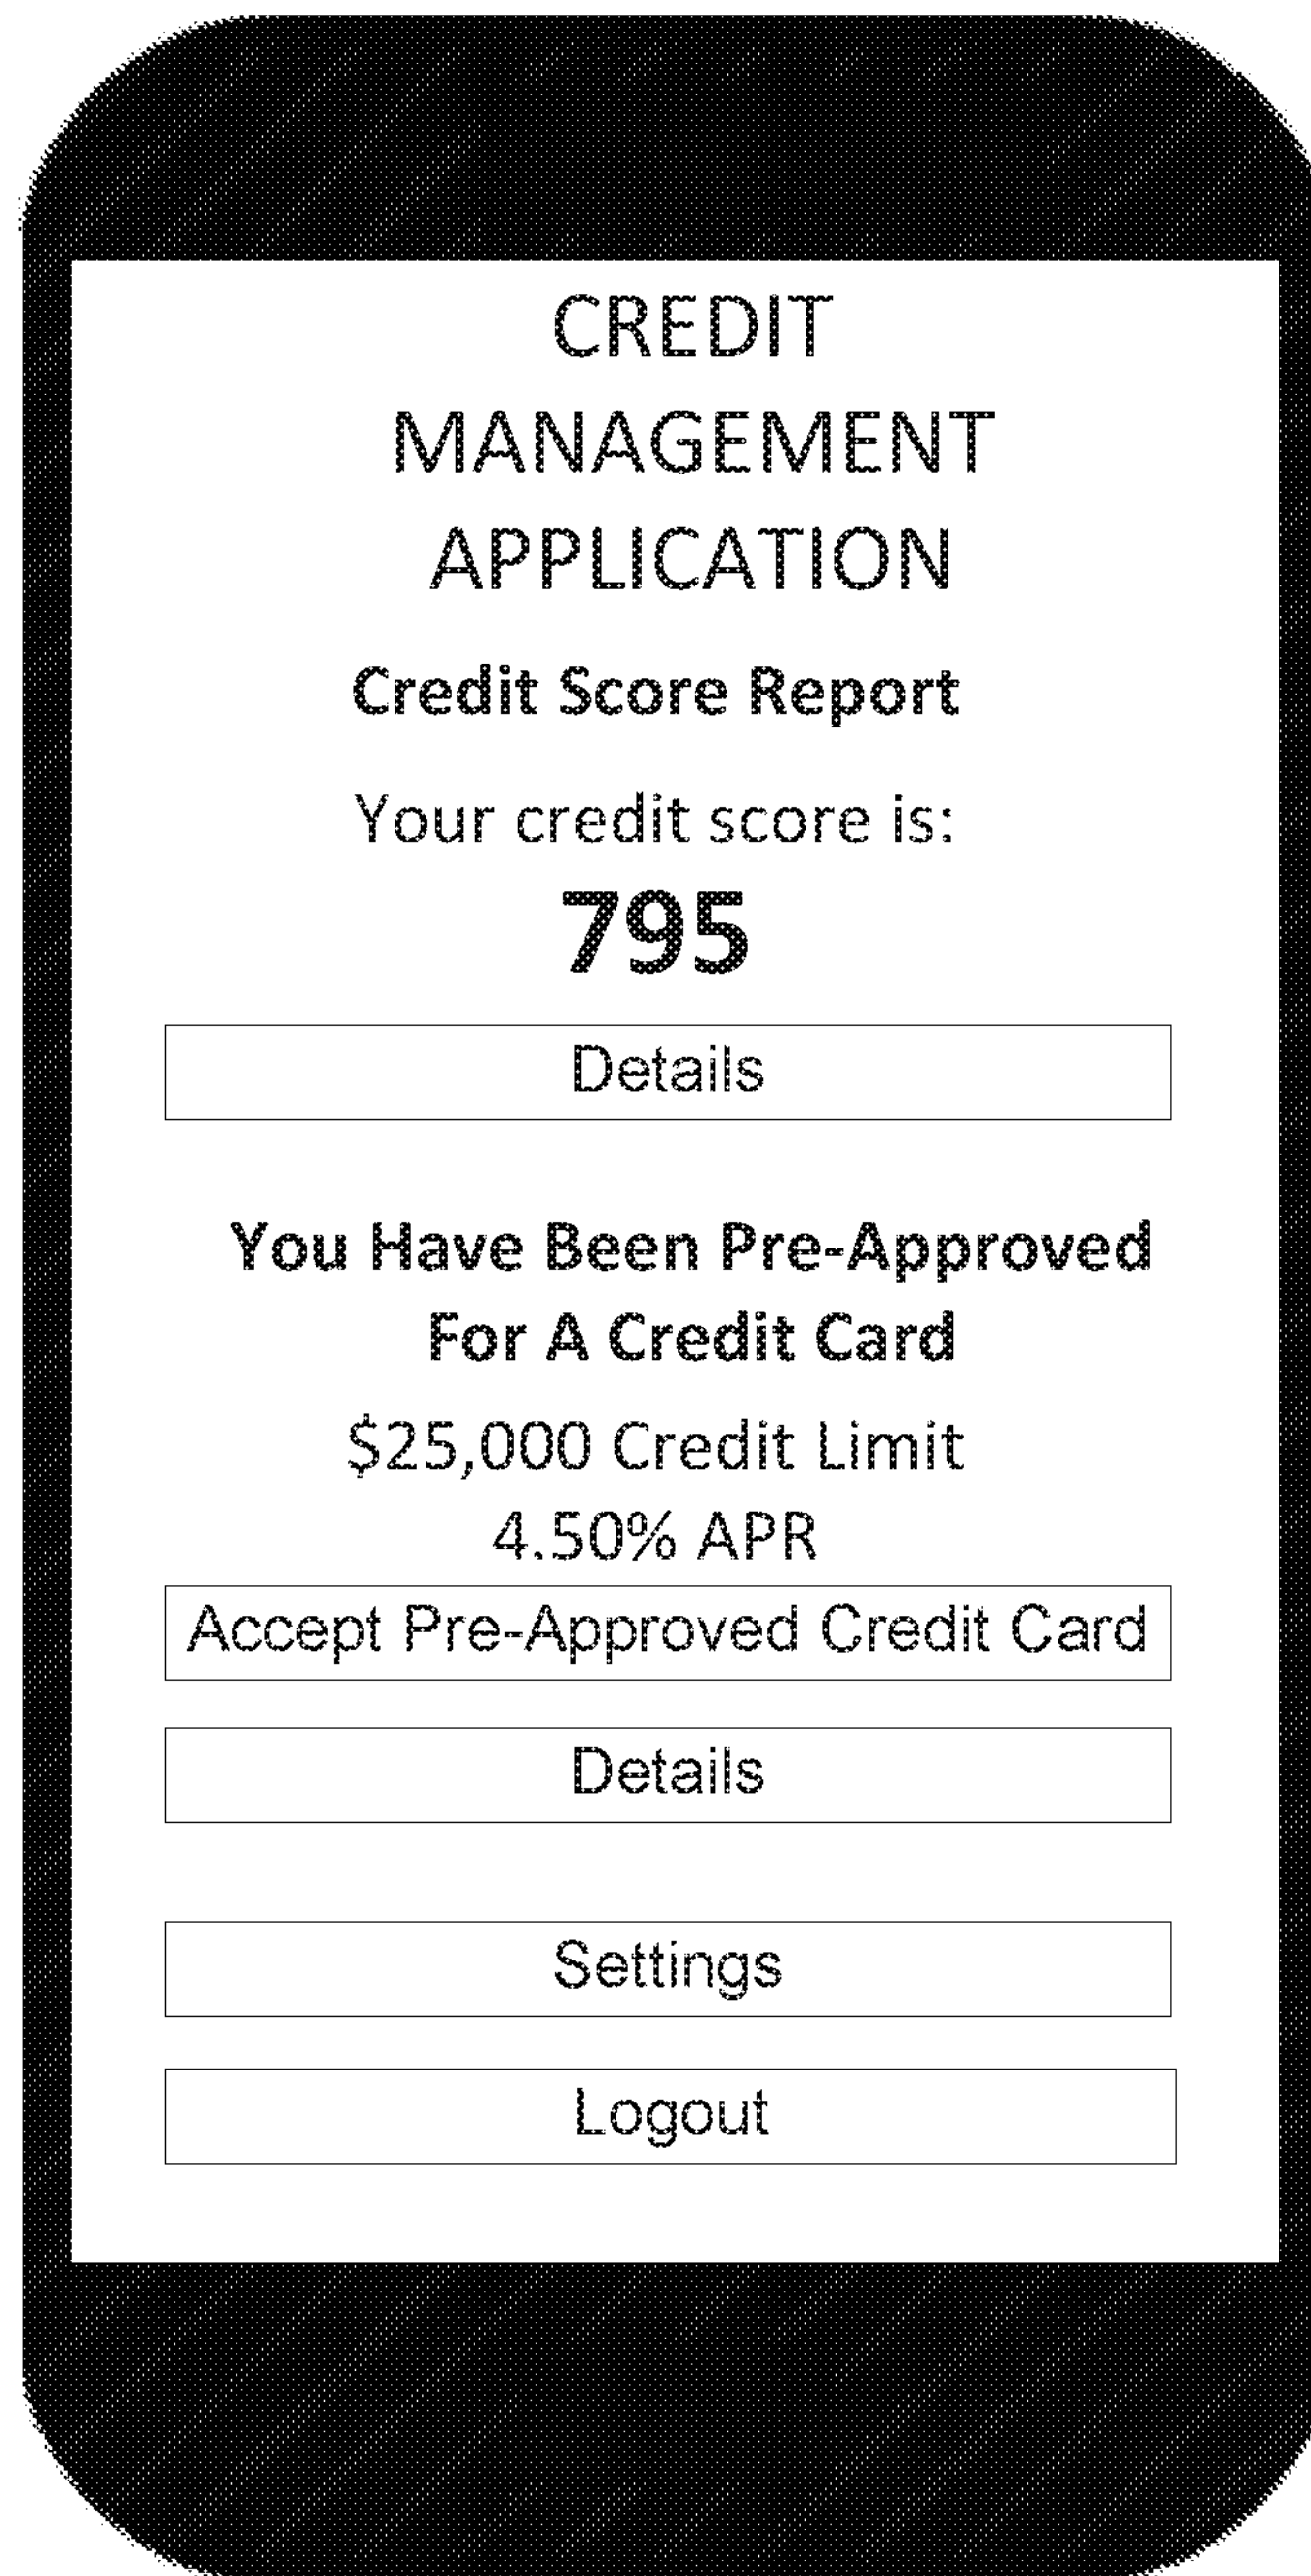 CREDIT
MANAGEMENT
APPLICATION
Credit Score Report
Your credit score is:
795
Details
You Have Been Pre-Approved
For A Credit Card
$25,000 Credit Limit
4.50% APR
Accept Pre-Approved Credit Card
Details
Settings
Logout